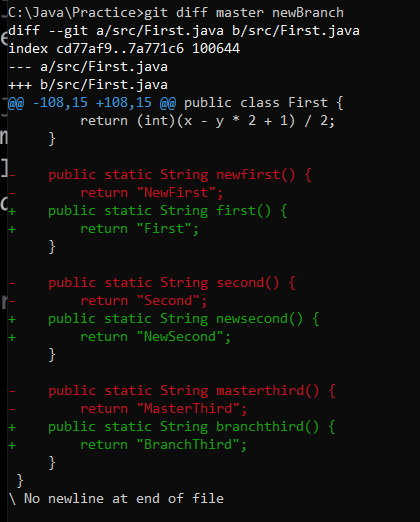 C:\Java\Practice>git diff master newBranch
diff --git a/src/First.java b/src/First.java
index cd77af9..7a771c6 100644
--- a/src/First.java
+++ b/src/First.java
@@ -108,15 +108,15 @@ public class First {
         return (int)(x - y * 2 + 1) / 2;
     }

-    public static String newfirst() {
-        return "NewFirst";
+    public static String first() {
+        return "First";
     }

-    public static String second() {
-        return "Second";
+    public static String newsecond() {
+        return "NewSecond";
     }

-    public static String masterthird() {
-        return "MasterThird";
+    public static String branchthird() {
+        return "BranchThird";
     }
 }
\ No newline at end of file